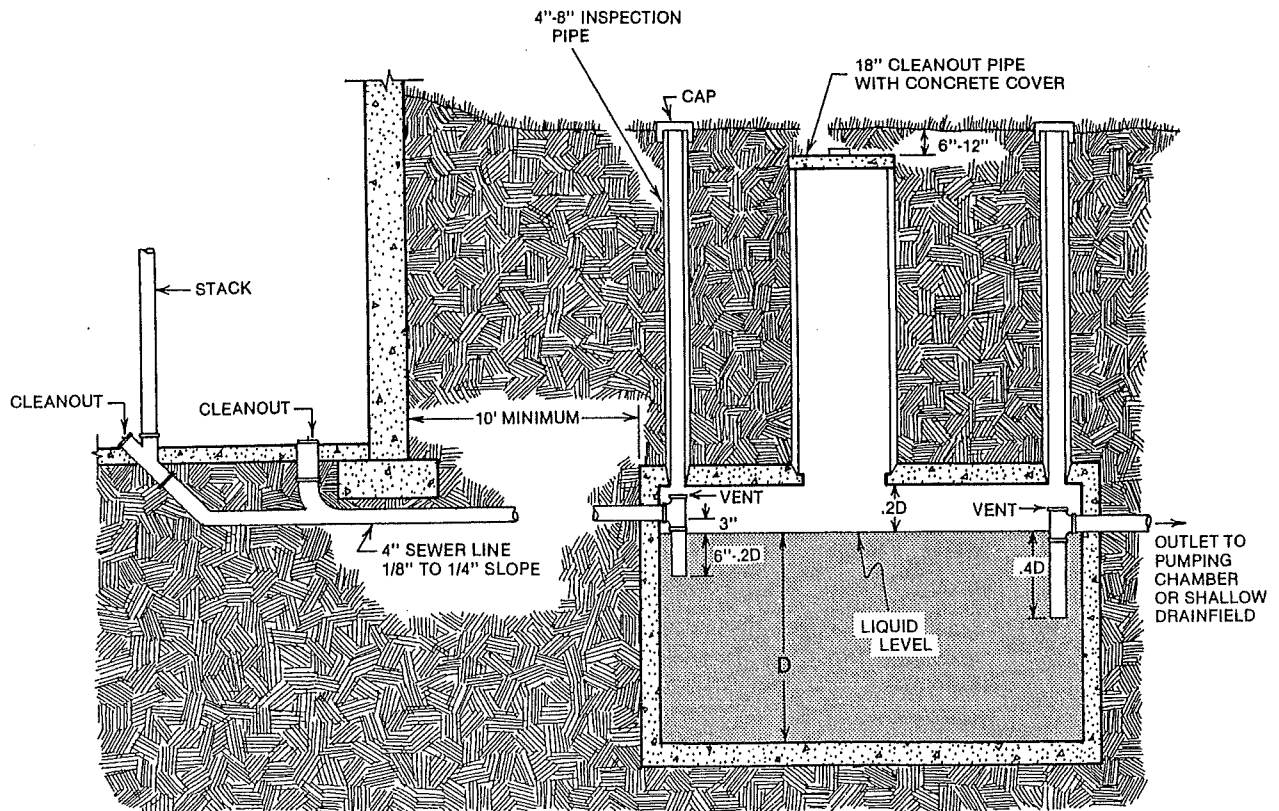 4"-8" INSPECTION
PIPE
18" CLEANOUT PIPE
WITH CONCRETE COVER
CAP
6"-12"
STACK
CLEANOUT
CLEANOUT
10' MINIMUM
VENT
.2D
VENT
3"
4" SEWER LINE
1/8" TO 1/4" SLOPE
6"-.2D
.4D
OUTLET TO
PUMPING
CHAMBER
OR SHALLOW
DRAINFIELD
LIQUID
LEVEL
D